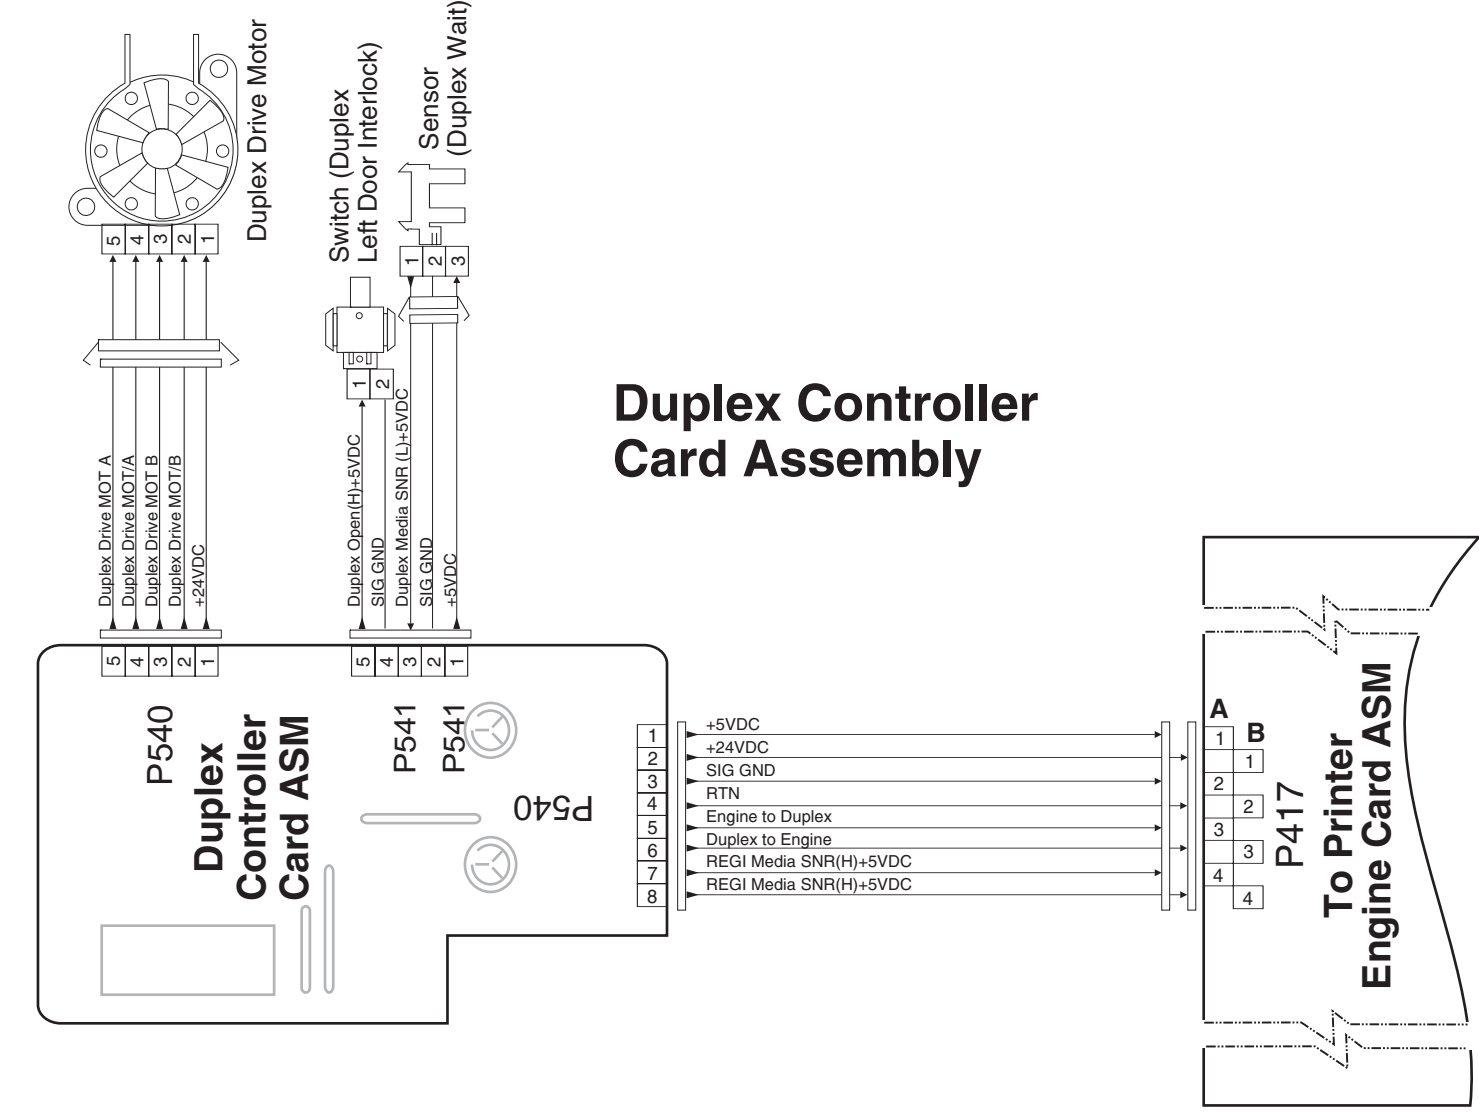 Duplex Drive Motor
5 4 3 2 1
Duplex Drive MOT A
Duplex Drive MOT/A
Duplex Drive MOT B
Duplex Drive MOT/B
+24VDC
5 4 3 2 1
P540
Switch (Duplex
Left Door Interlock)
1 2
Sensor
(Duplex Wait)
1 2 3
Duplex Open(H)+5VDC
SIG GND
Duplex Media SNR (L)+5VDC
SIG GND
+5VDC
5 4 3 2 1
P541
P541
Duplex Controller
Card Assembly
Duplex
Controller
Card ASM
P540
1
2
3
4
5
6
7
8
+5VDC
+24VDC
SIG GND
RTN
Engine to Duplex
Duplex to Engine
REGI Media SNR(H)+5VDC
REGI Media SNR(H)+5VDC
A
1
2
3
4
B
1
2
3
4
P417
To Printer
Engine Card ASM